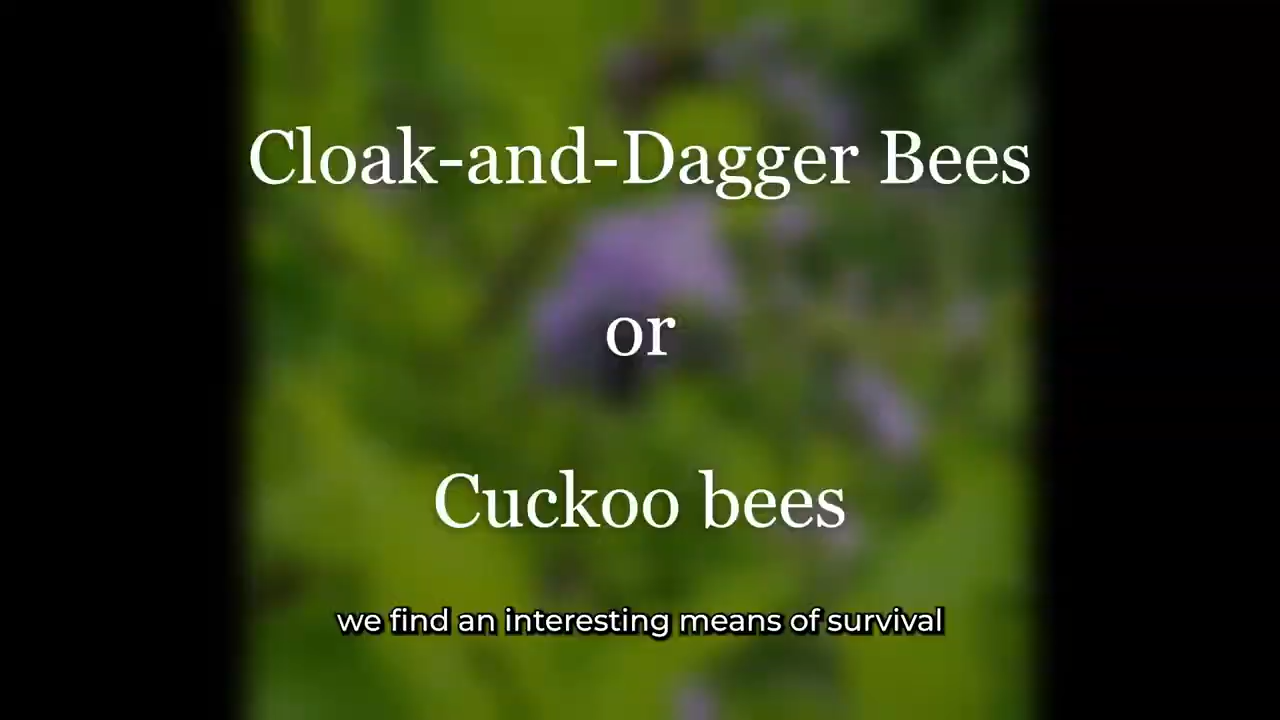 Cloak-and-Dagger Bees
or
Cuckoo bees
we find an interesting means of survival